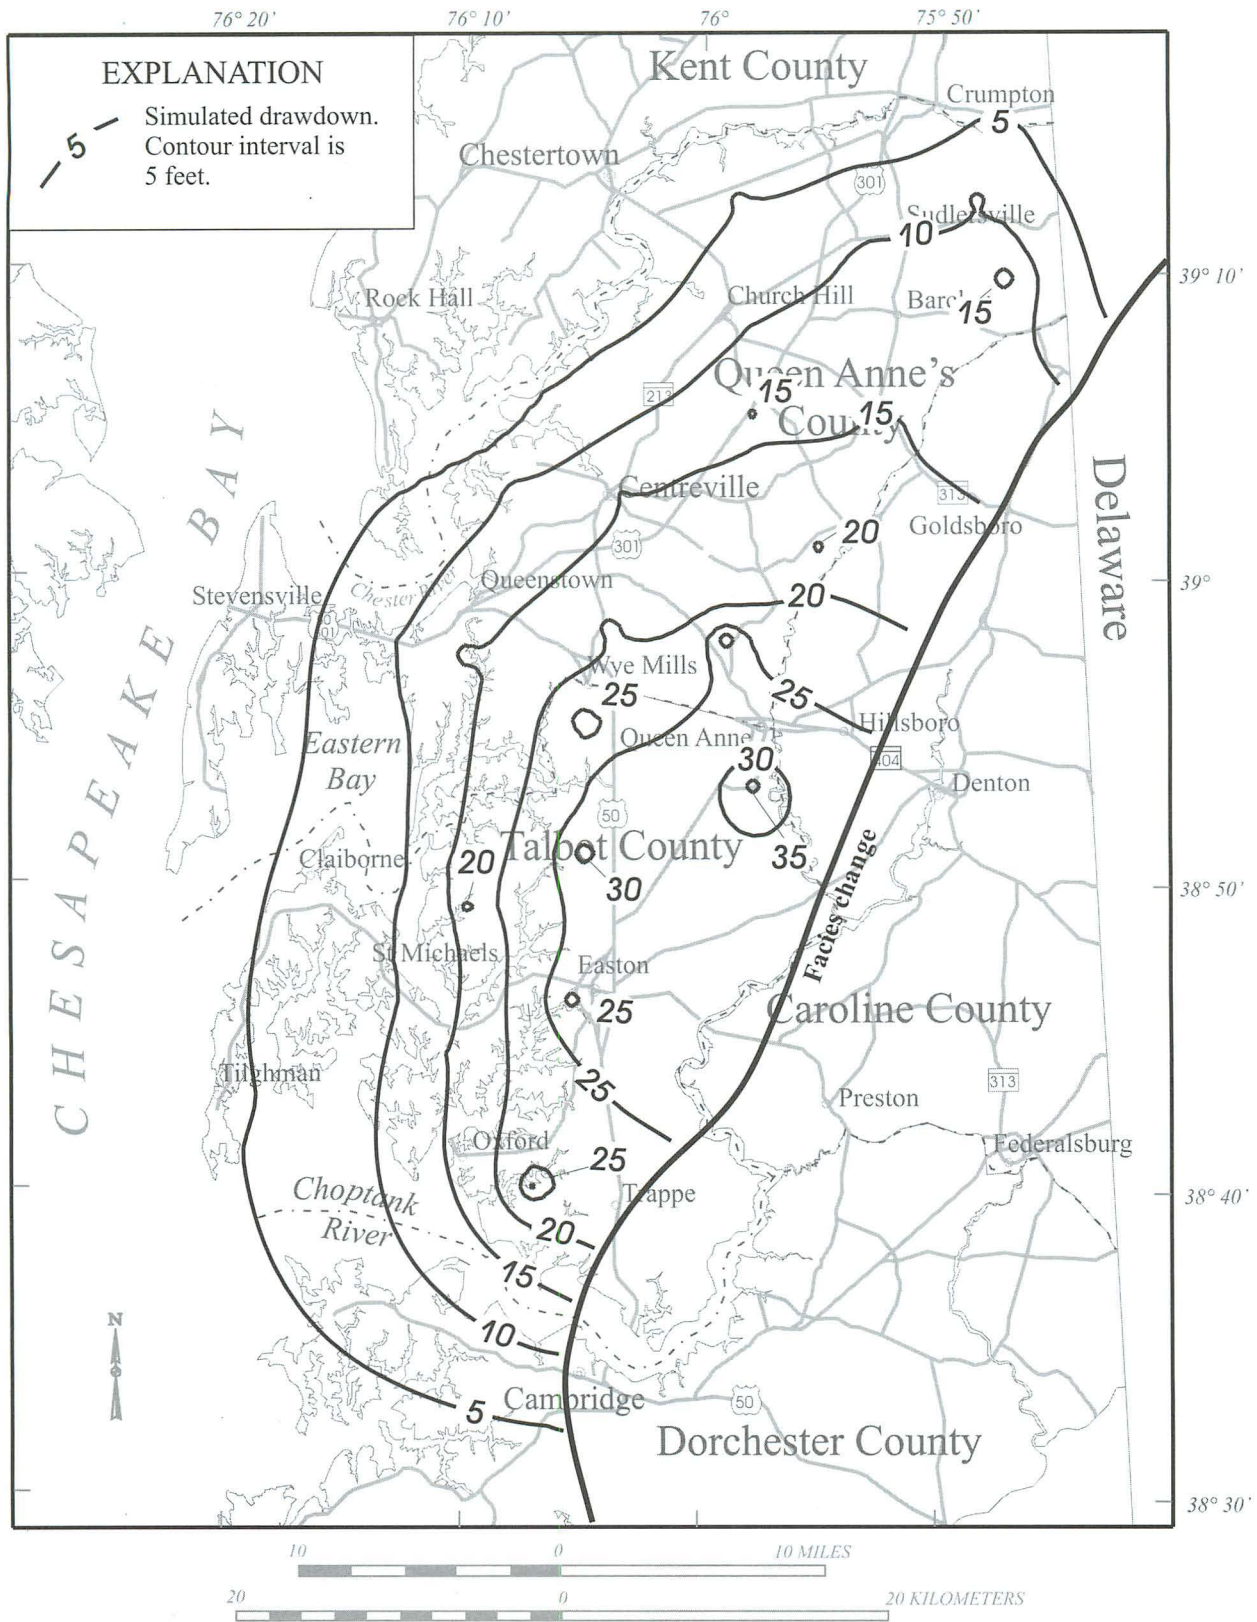 76° 20'
76° 10'
76°
75° 50'
EXPLANATION
5
Simulated drawdown.
Contour interval is
5 feet.
Kent County
Crumpton
5
Chestertown
301
Sudlersville
10
39° 10'
Rock Hall
Church Hill
15
Queen Anne's
County
213
15
15
Centreville
313
Goldsboro
20
301
Delaware
CHESAPEAKE BAY
Stevensville
Chester River
Queenstown
39°
20
Wye Mills
25
25
Hillsboro
Queen Anne
404
30
Denton
Eastern
Bay
50
Talbot County
35
Claiborne
20
30
38° 50'
Facies change
St Michaels
Easton
25
Caroline County
Tilghman
25
313
Preston
Federalsburg
Oxford
25
Trappe
38° 40'
Choptank
River
20
15
N
10
5
Cambridge
50
Dorchester County
38° 30'
10
0
10 MILES
20
0
20 KILOMETERS